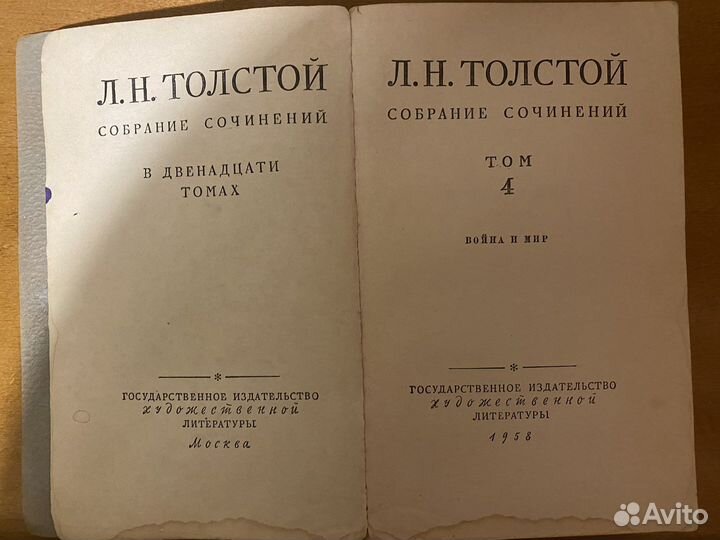 Л.Н.ТОЛСТОЙ
СОБРАНИЕ СОЧИНЕНИЙ
В ДВЕНАДЦАТИ
ТОМАХ
*
ГОСУДАРСТВЕННОЕ ИЗДАТЕЛЬСТВО
художественной
ЛИТЕРАТУРЫ
Москва
Л.Н.ТОЛСТОЙ
СОБРАНИЕ СОЧИНЕНИЙ
ТОМ
4
ВОЙНА И МИР
*
ГОСУДАРСТВЕННОЕ ИЗДАТЕЛЬСТВО
художественной
ЛИТЕРАТУРЫ
1958
Avito